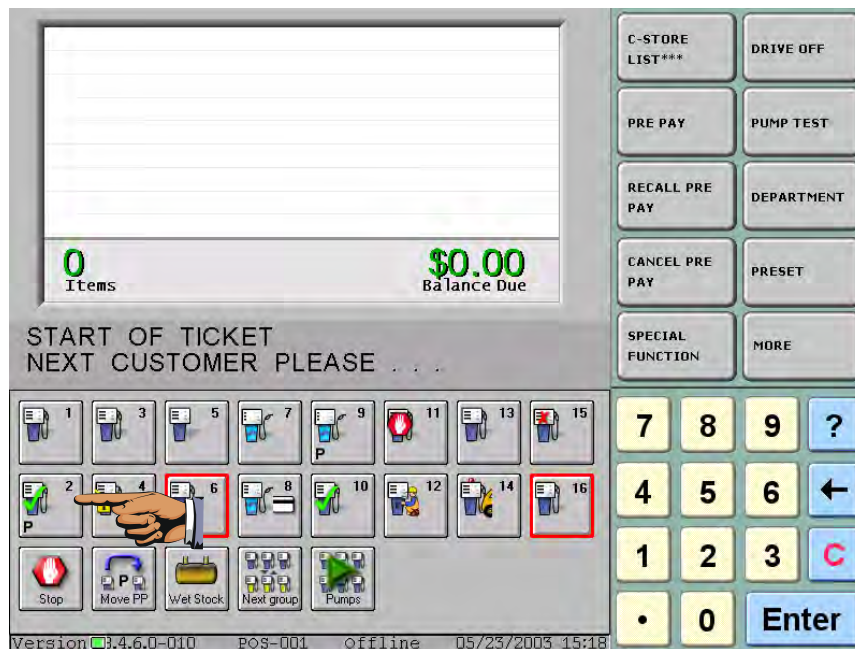 C-STORE
LIST***
DRIVE OFF
PRE PAY
PUMP TEST
RECALL PRE
PAY
DEPARTMENT
CANCEL PRE
PAY
PRESET
SPECIAL
FUNCTION
MORE
0
Items
$0.00
Balance Due
START OF TICKET
NEXT CUSTOMER PLEASE . . .
1 3 5 7 9 11 13 15
P
2 4 6 8 10 12 14 16
P
P
Stop Move PP Wet Stock Next group Pumps
7 8 9 ?
4 5 6 ←
1 2 3 C
• 0 Enter
Version 3.4.6.0-010 POS-001 Offline 05/23/2003 15:18